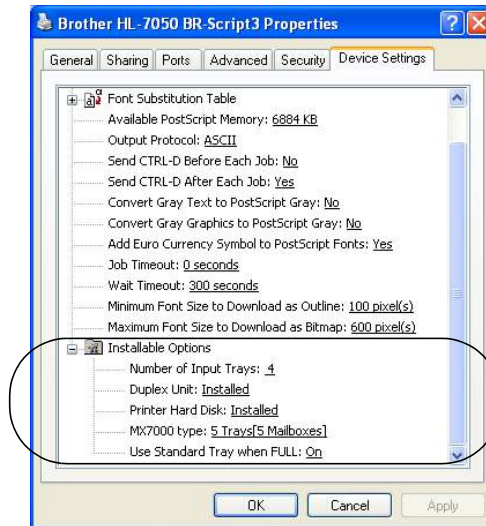 Brother HL-7050 BR-Script3 Properties
General Sharing Ports Advanced Security Device Settings
Font Substitution Table
Available PostScript Memory: 6884 KB
Output Protocol: ASCII
Send CTRL-D Before Each Job: No
Send CTRL-D After Each Job: Yes
Convert Gray Text to PostScript Gray: No
Convert Gray Graphics to PostScript Gray: No
Add Euro Currency Symbol to PostScript Fonts: Yes
Job Timeout: 0 seconds
Wait Timeout: 300 seconds
Minimum Font Size to Download as Outline: 100 pixel(s)
Maximum Font Size to Download as Bitmap: 600 pixel(s)
Installable Options
Number of Input Trays: 4
Duplex Unit: Installed
Printer Hard Disk: Installed
MX7000 type: 5 Trays[5 Mailboxes]
Use Standard Tray when FULL: On
OK Cancel Apply